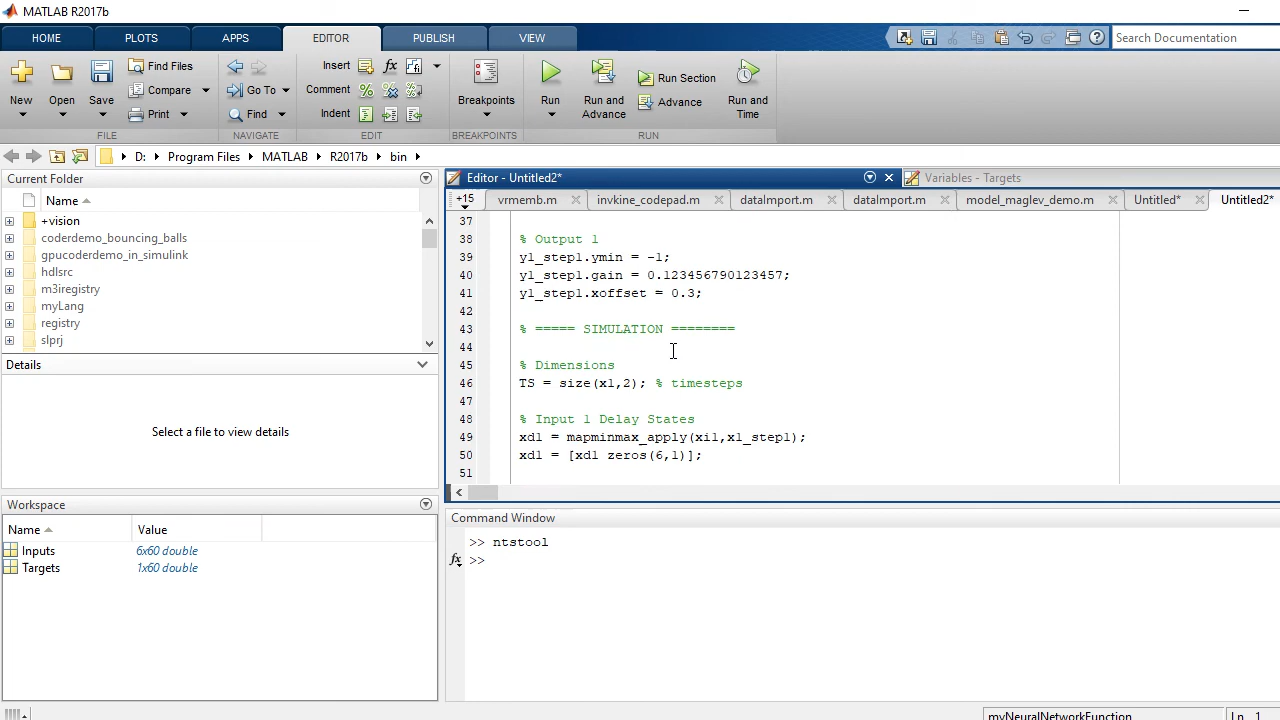 MATLAB R2017b
HOME PLOTS APPS EDITOR PUBLISH VIEW Search Documentation
New Open Save Find Files Compare Print
FILE
Go To Find
NAVIGATE
Insert fx
Comment % % %
Indent
EDIT
Breakpoints
BREAKPOINTS
Run Run and Advance Run Section Advance Run and Time
RUN
D: Program Files MATLAB R2017b bin
Current Folder
Name
+vision
coderdemo_bouncing_balls
gpucoderdemo_in_simulink
hdlsrc
m3iregistry
myLang
registry
slprj
Details
Select a file to view details
Workspace
Name Value
Inputs 6x60 double
Targets 1x60 double
Editor - Untitled2* Variables - Targets
+15 vrmemb.m invkine_codepad.m dataImport.m dataImport.m model_maglev_demo.m Untitled* Untitled2*
37
38 % Output 1
39 y1_step1.ymin = -1;
40 y1_step1.gain = 0.123456790123457;
41 y1_step1.xoffset = 0.3;
42
43 % ===== SIMULATION ========
44
45 % Dimensions
46 TS = size(x1,2); % timesteps
47
48 % Input 1 Delay States
49 xd1 = mapminmax_apply(xi1,x1_step1);
50 xd1 = [xd1 zeros(6,1)];
51
Command Window
>> ntstool
fx >>
myNeuralNetworkFunction Ln 1